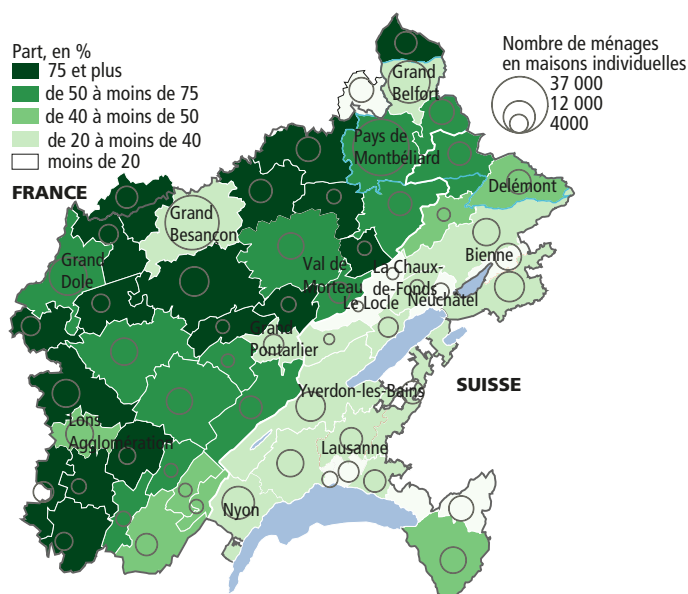 Part, en %
75 et plus
de 50 à moins de 75
de 40 à moins de 50
de 20 à moins de 40
moins de 20
Nombre de ménages
en maisons individuelles
37 000
12 000
4000
FRANCE
SUISSE
Grand
Belfort
Pays de
Montbéliard
Delémont
Grand
Besançon
Grand
Dole
Bienne
Val de
Morteau
La Chaux-
de-Fonds
Le Locle
Neuchâtel
Grand
Pontarlier
Yverdon-les-Bains
Lons
Agglomération
Lausanne
Nyon